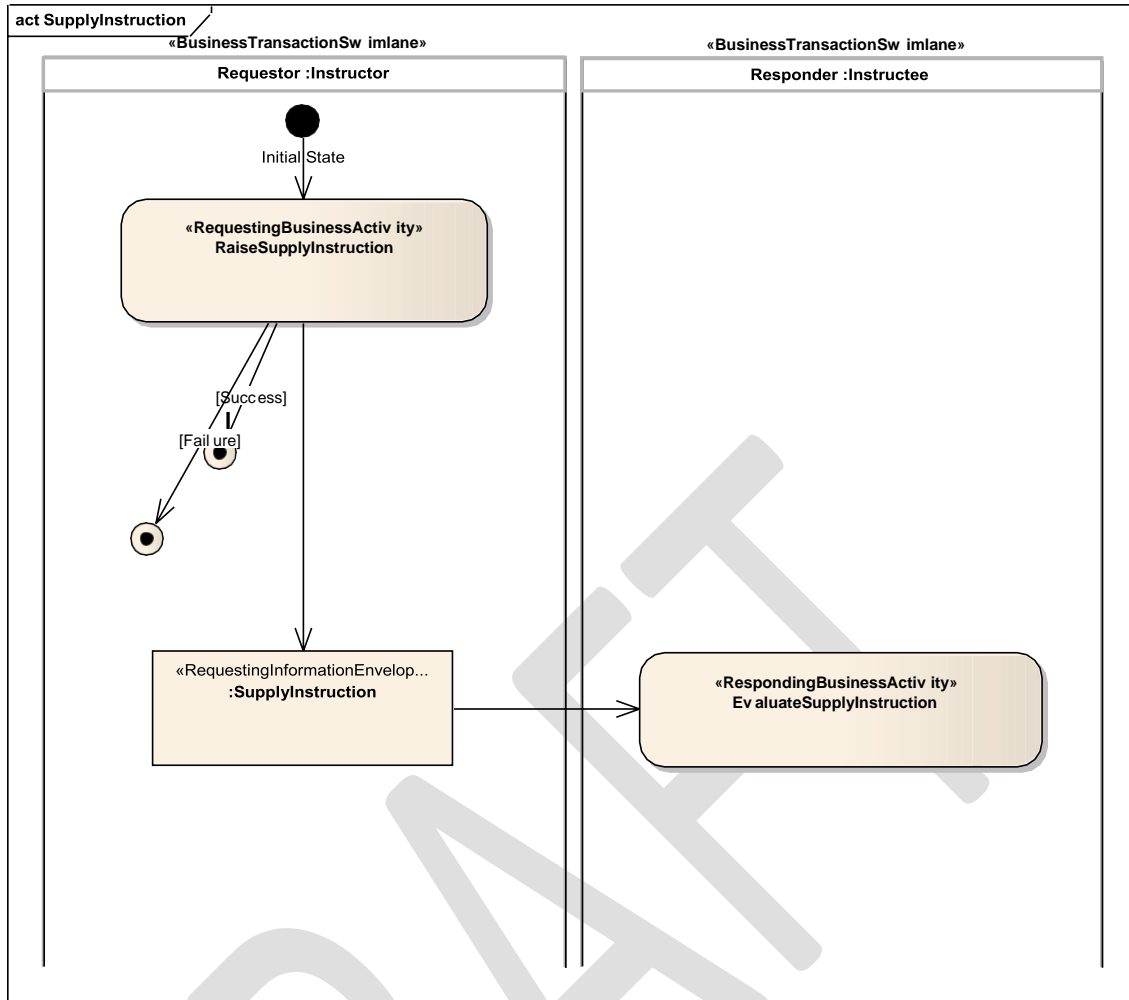 act SupplyInstruction
«BusinessTransactionSw imlane»
«BusinessTransactionSw imlane»
Requestor :Instructor
Responder :Instructee
Initial State
«RequestingBusinessActiv ity»
RaiseSupplyInstruction
[Success]
[Fail ure]
«RequestingInformationEnvelop...
:SupplyInstruction
«RespondingBusinessActiv ity»
Ev aluateSupplyInstruction
DRAFT